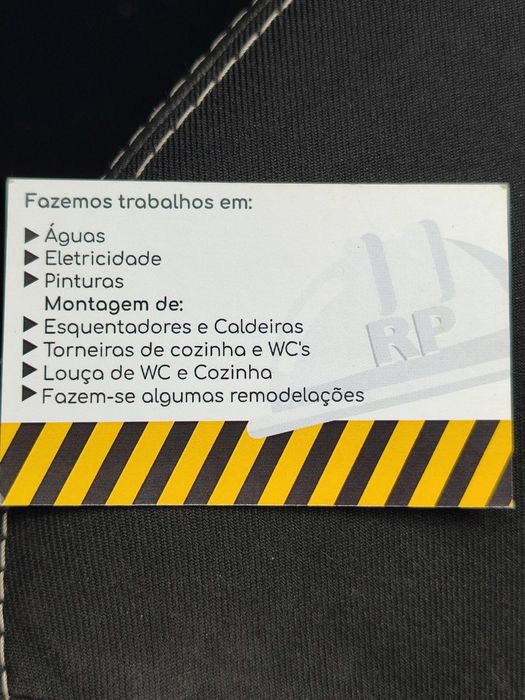 Fazemos trabalhos em:
▶ Águas
▶ Eletricidade
▶ Pinturas
Montagem de:
▶ Esquentadores e Caldeiras
▶ Torneiras de cozinha e WC's
▶ Louça de WC e Cozinha
▶ Fazem-se algumas remodelações
RP